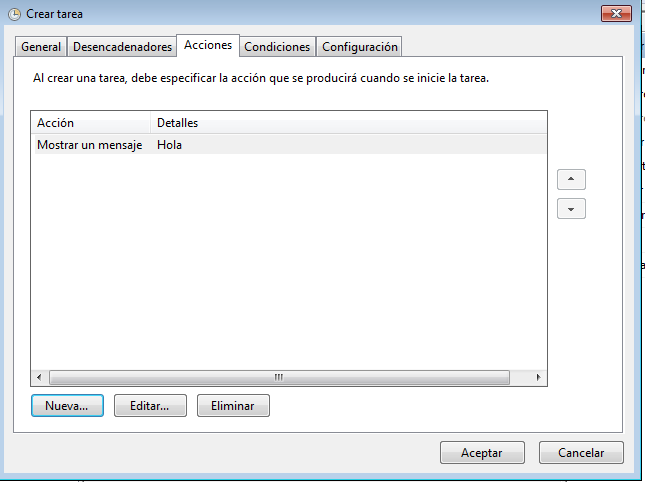 Crear tarea
General Desencadenadores Acciones Condiciones Configuración
Al crear una tarea, debe especificar la acción que se producirá cuando se inicie la tarea.
Acción Detalles
Mostrar un mensaje Hola
Nueva... Editar... Eliminar
Aceptar Cancelar